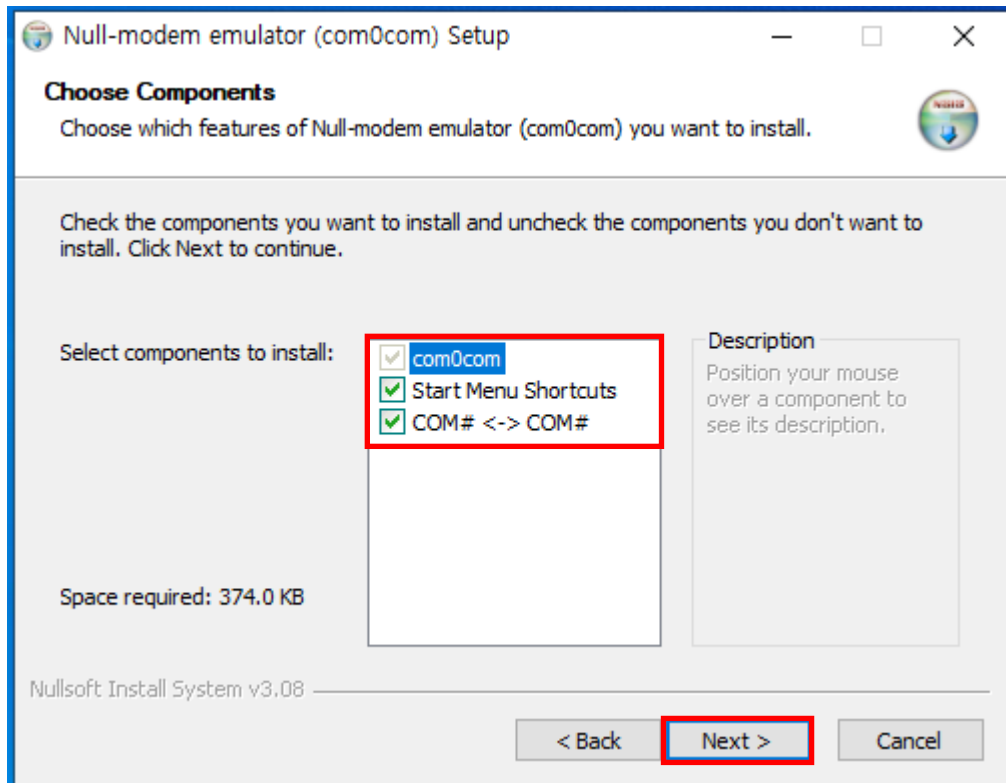 Null-modem emulator (com0com) Setup
Choose Components
Choose which features of Null-modem emulator (com0com) you want to install.
Check the components you want to install and uncheck the components you don't want to
install. Click Next to continue.
Select components to install:
com0com
Start Menu Shortcuts
COM# <-> COM#
Description
Position your mouse
over a component to
see its description.
Space required: 374.0 KB
Nullsoft Install System v3.08
< Back
Next >
Cancel